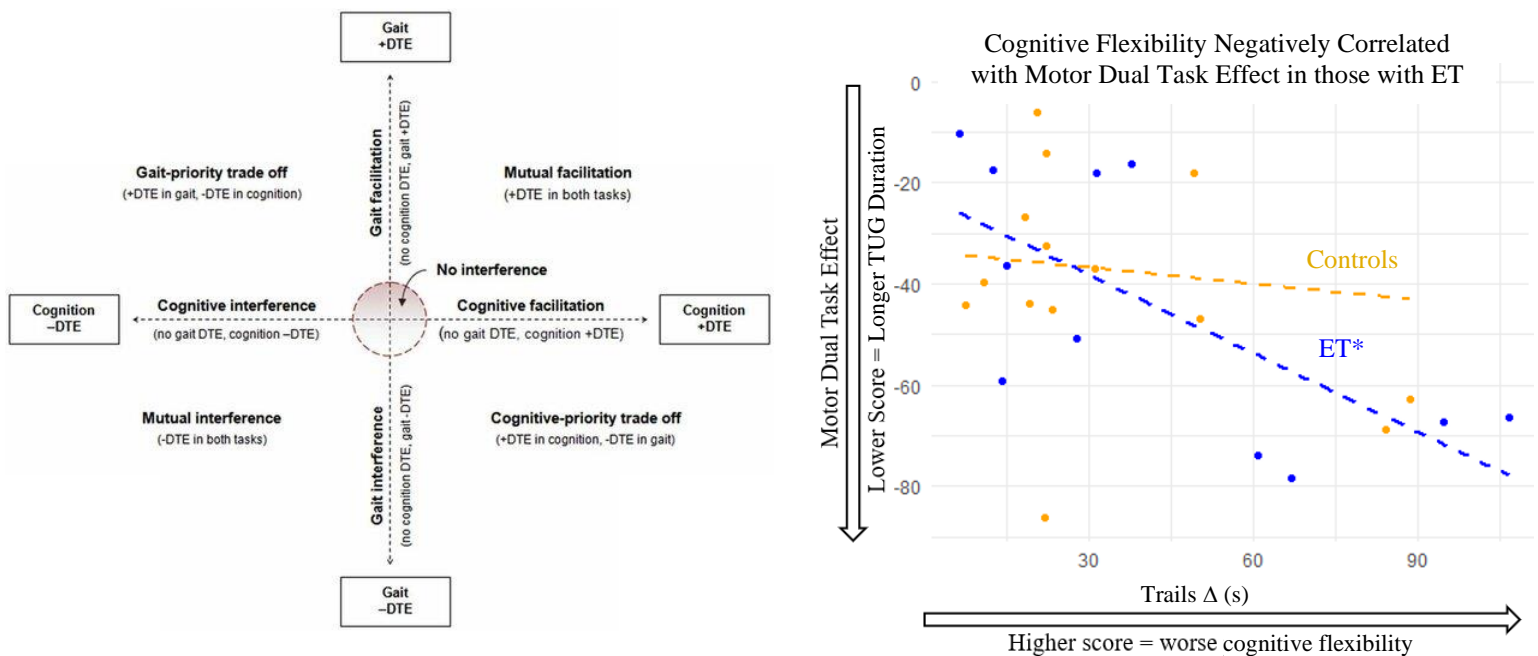 Gait
+DTE
Gait-priority trade off
(+DTE in gait, -DTE in cognition)
Gait facilitation
(no cognition DTE, gait +DTE)
Mutual facilitation
(+DTE in both tasks)
No interference
Cognition
–DTE
Cognitive interference
(no gait DTE, cognition –DTE)
Cognitive facilitation
(no gait DTE, cognition +DTE)
Cognition
+DTE
Mutual interference
(-DTE in both tasks)
Gait interference
(no cognition DTE, gait -DTE)
Cognitive-priority trade off
(+DTE in cognition, -DTE in gait)
Gait
–DTE
Cognitive Flexibility Negatively Correlated
with Motor Dual Task Effect in those with ET
Motor Dual Task Effect
Lower Score = Longer TUG Duration
0
-20
-40
-60
-80
Controls
ET*
30
60
90
Trails Δ (s)
Higher score = worse cognitive flexibility